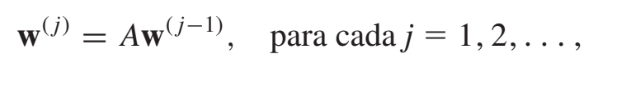 w⁽ʲ⁾ = Aw⁽ʲ⁻¹⁾, para cada j = 1, 2, . . . ,